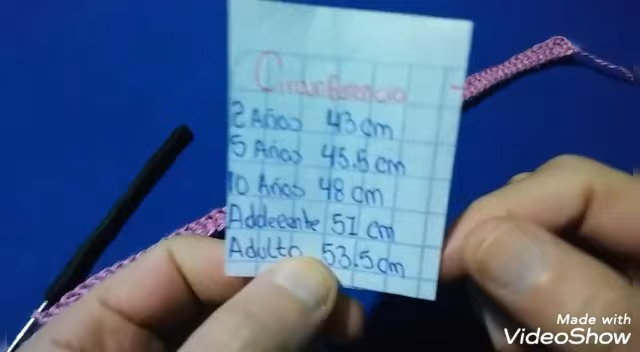 Circunferencia
2 Años 43 cm
5 Años 45.5 cm
10 Años 48 cm
Adolecente 51 cm
Adulto 53.5 cm
Made with
VideoShow